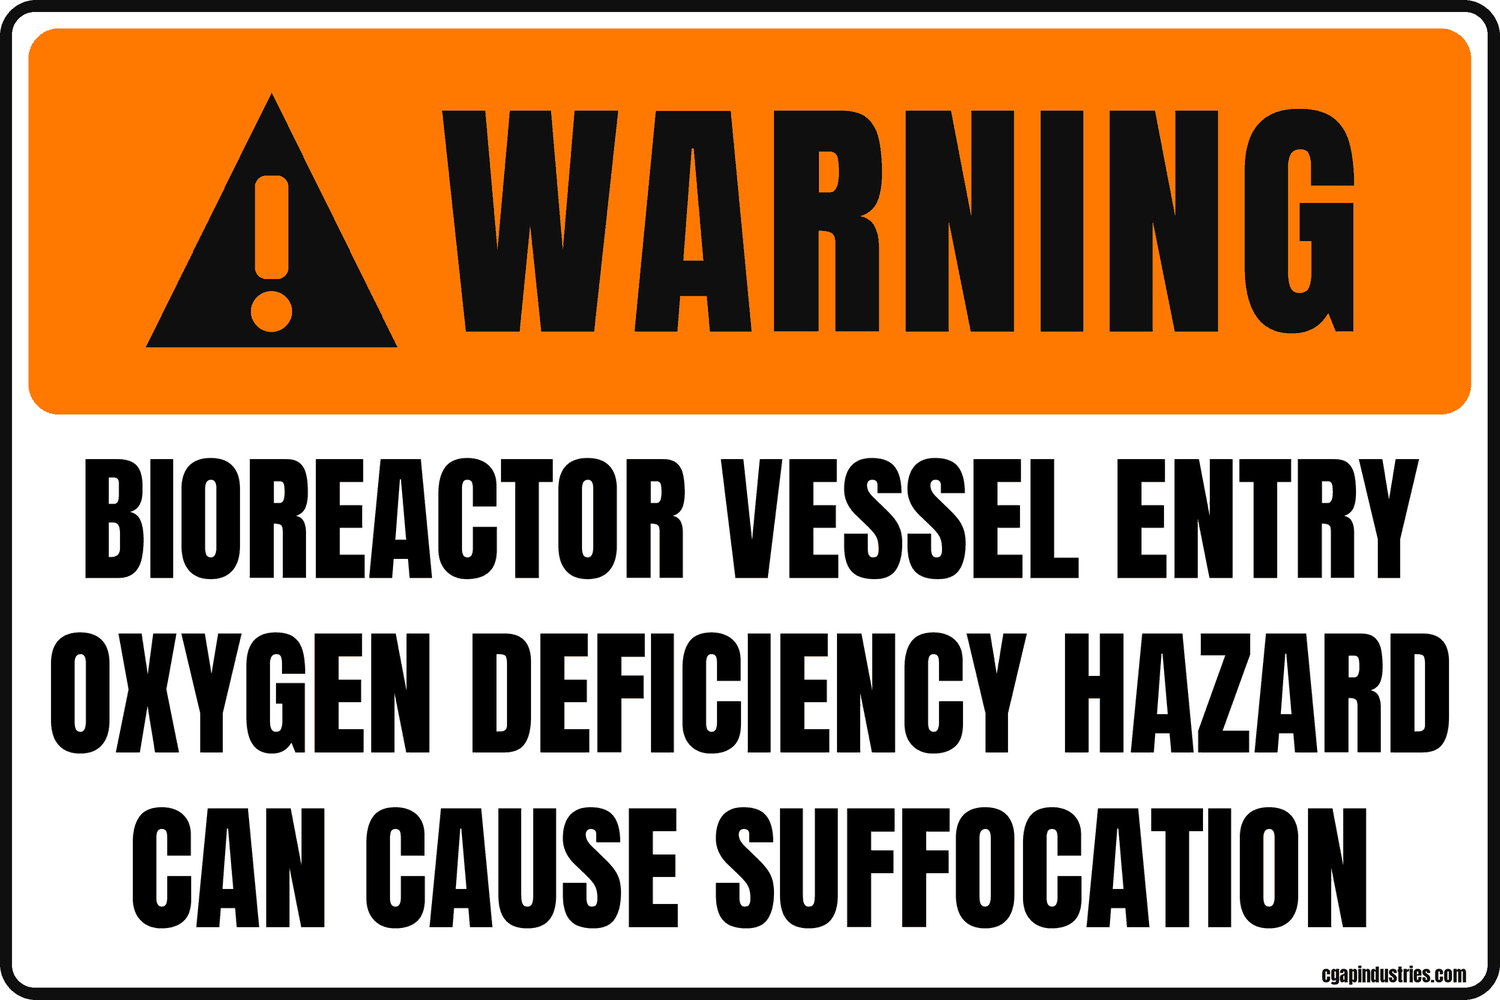 WARNING
BIOREACTOR VESSEL ENTRY
OXYGEN DEFICIENCY HAZARD
CAN CAUSE SUFFOCATION
cgapindustries.com